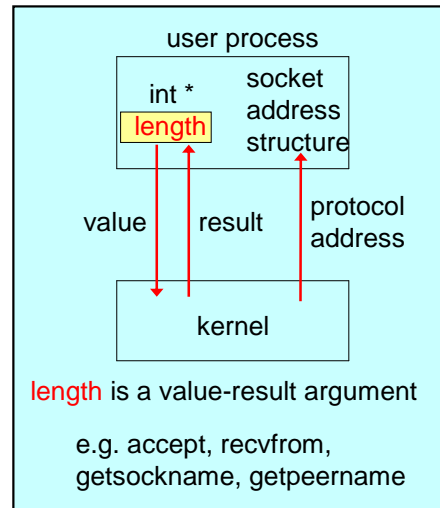 user process
int *
length
socket
address
structure
value
result
protocol
address
kernel
length is a value-result argument
e.g. accept, recvfrom,
getsockname, getpeername